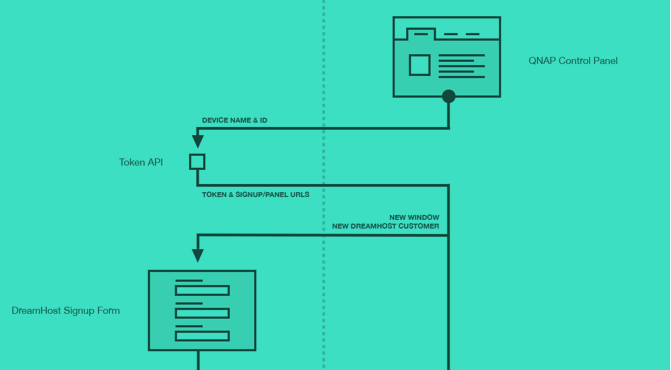 QNAP Control Panel
DEVICE NAME & ID
Token API
TOKEN & SIGNUP/PANEL URLS
NEW WINDOW
NEW DREAMHOST CUSTOMER
DreamHost Signup Form